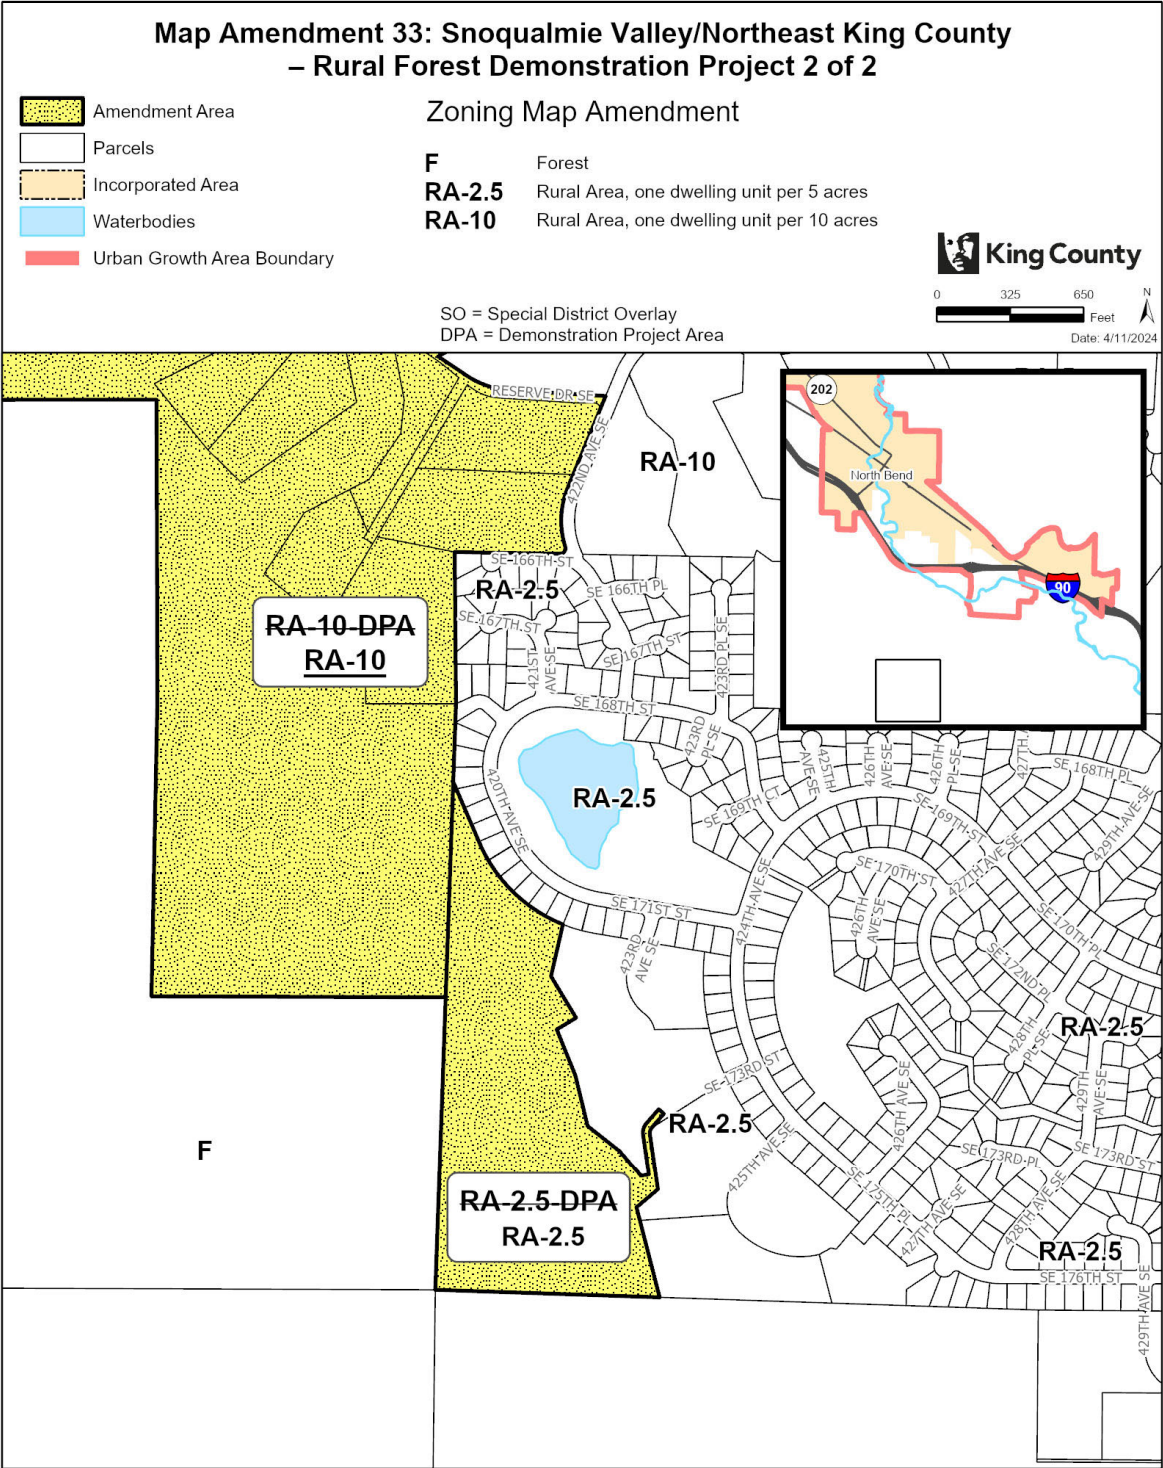 Map Amendment 33: Snoqualmie Valley/Northeast King County
– Rural Forest Demonstration Project 2 of 2
Amendment Area
Parcels
Incorporated Area
Waterbodies
Urban Growth Area Boundary
Zoning Map Amendment
F Forest
RA-2.5 Rural Area, one dwelling unit per 5 acres
RA-10 Rural Area, one dwelling unit per 10 acres
SO = Special District Overlay
DPA = Demonstration Project Area
King County
0 325 650
Feet
N
Date: 4/11/2024
202
North Bend
90
RESERVE DR SE
422ND AVE SE
RA-10
SE 166TH ST
RA-2.5
SE 166TH PL
SE 167TH ST
SE 167TH ST
421ST
AVE SE
423RD PL SE
RA-10-DPA
RA-10
SE 168TH ST
423RD
PL SE
425TH
AVE SE
426TH
AVE SE
426TH
PL SE
427TH
SE 168TH PL
420TH AVE SE
RA-2.5
SE 169TH CT
SE 169TH ST
429TH AVE SE
427TH AVE SE
SE 170TH ST
424TH AVE SE
426TH
AVE SE
SE 171ST ST
423RD
AVE SE
SE 170TH PL
SE 172ND PL
RA-2.5
428TH
PL SE
SE 173RD ST
429TH
AVE SE
426TH AVE SE
RA-2.5
425TH AVE SE
F
SE 173RD PL
SE 173RD ST
SE 175TH PL
427TH AVE SE
428TH AVE SE
RA-2.5-DPA
RA-2.5
RA-2.5
SE 176TH ST
429TH AVE SE